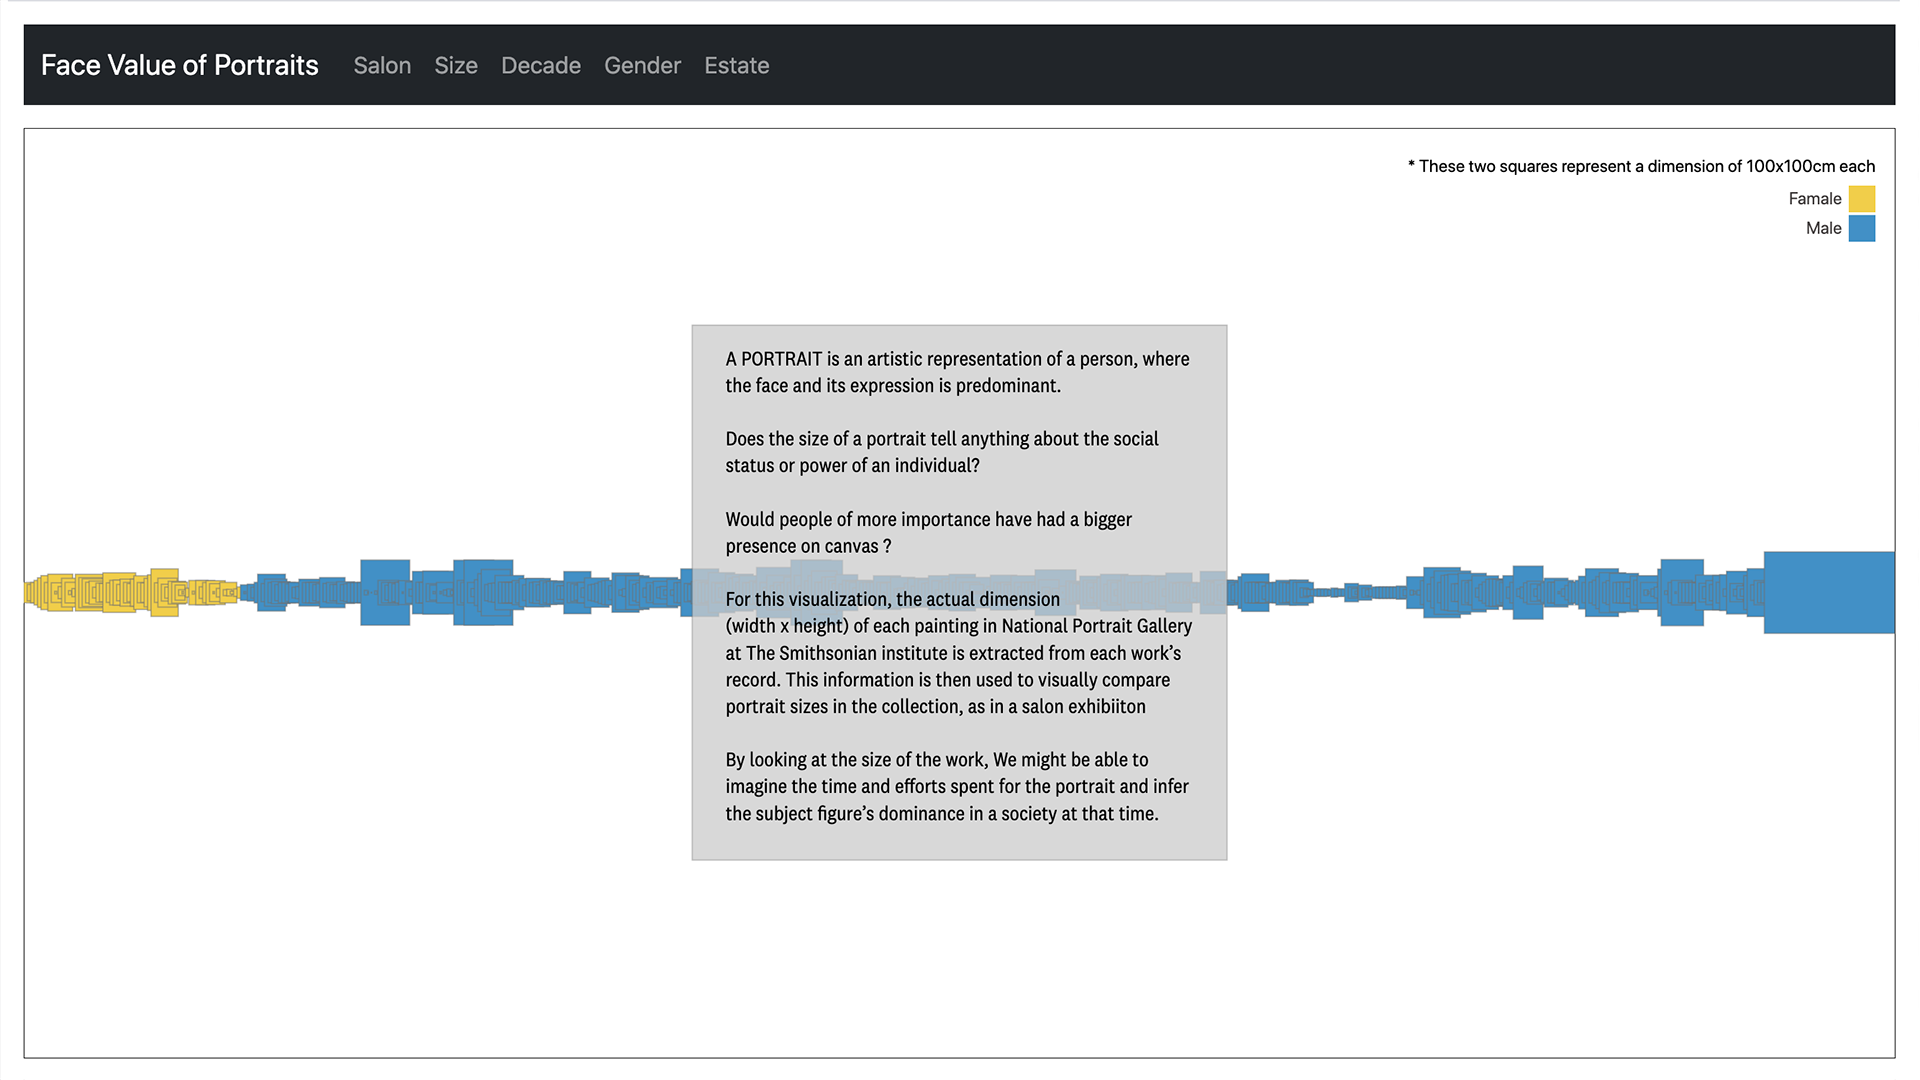 Face Value of Portraits Salon Size Decade Gender Estate
* These two squares represent a dimension of 100x100cm each
Famale
Male
A PORTRAIT is an artistic representation of a person, where
the face and its expression is predominant.
Does the size of a portrait tell anything about the social
status or power of an individual?
Would people of more importance have had a bigger
presence on canvas ?
For this visualization, the actual dimension
(width x height) of each painting in National Portrait Gallery
at The Smithsonian institute is extracted from each work’s
record. This information is then used to visually compare
portrait sizes in the collection, as in a salon exhibiiton
By looking at the size of the work, We might be able to
imagine the time and efforts spent for the portrait and infer
the subject figure’s dominance in a society at that time.